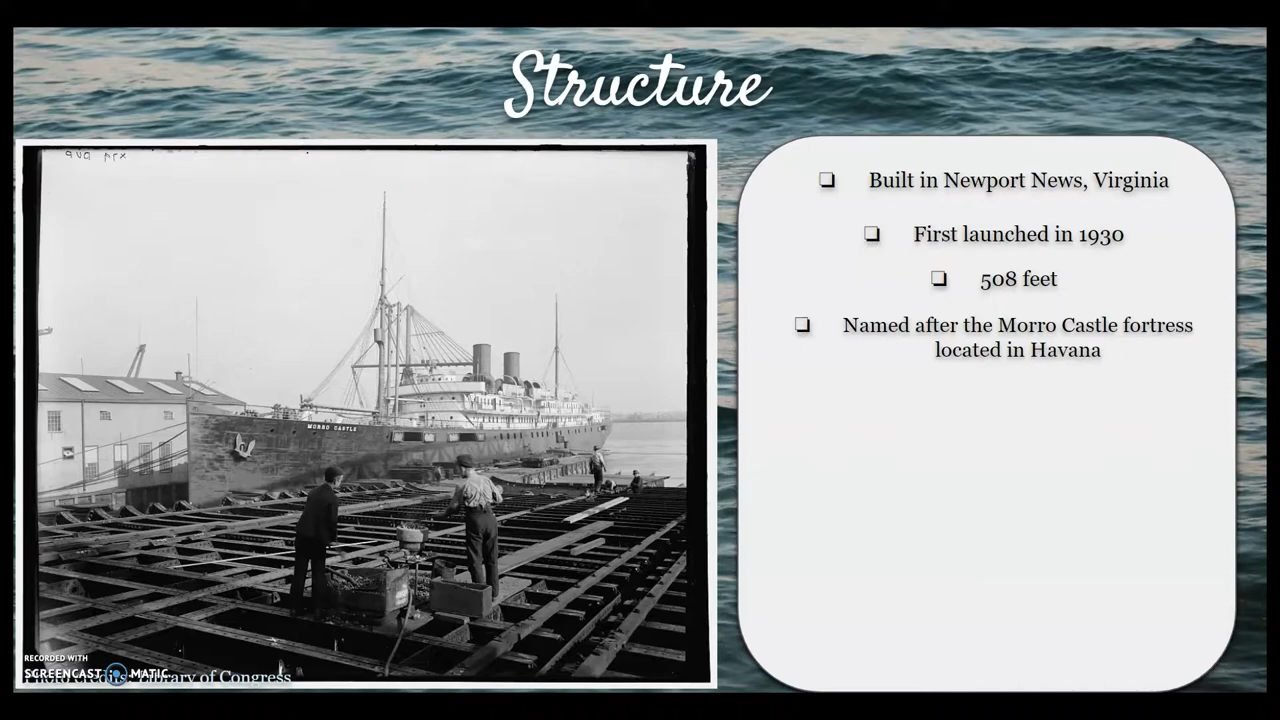 Structure
Built in Newport News, Virginia
First launched in 1930
508 feet
Named after the Morro Castle fortress
located in Havana
MORRO CASTLE
RECORDED WITH
SCREENCAST MATIC
Library of Congress